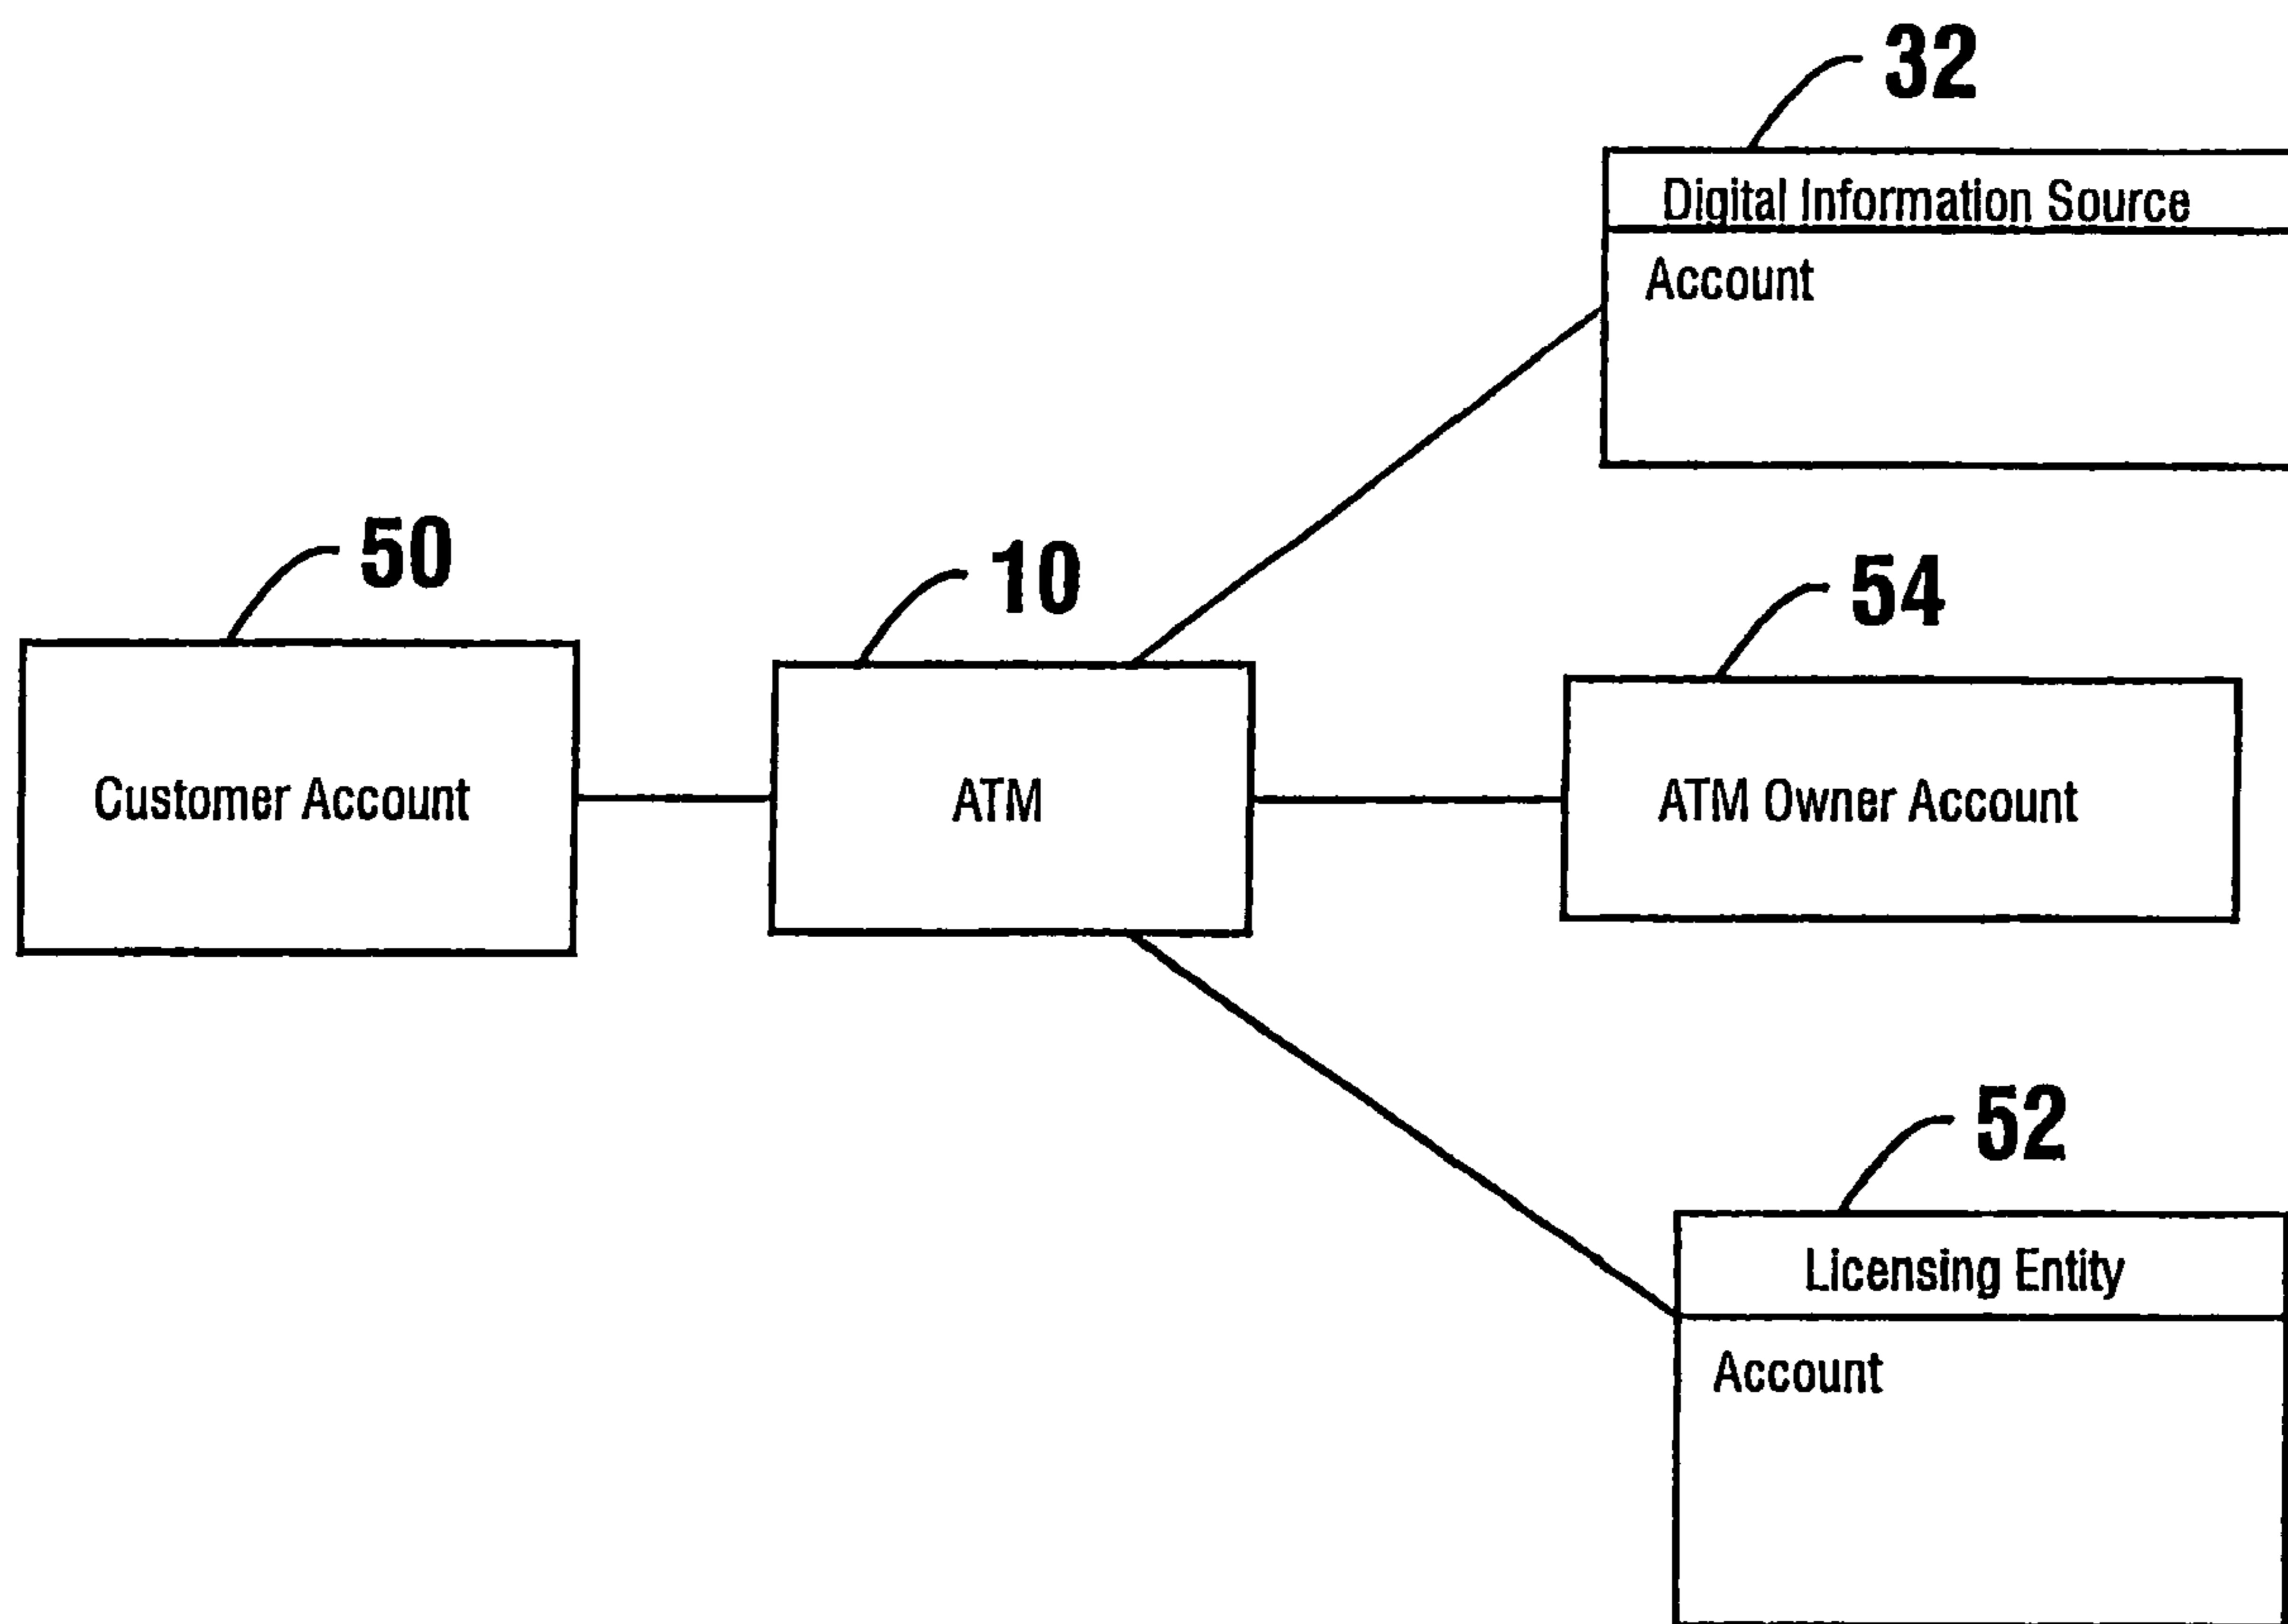 32
Digital Information Source
Account
50
10
54
Customer Account
ATM
ATM Owner Account
52
Licensing Entity
Account